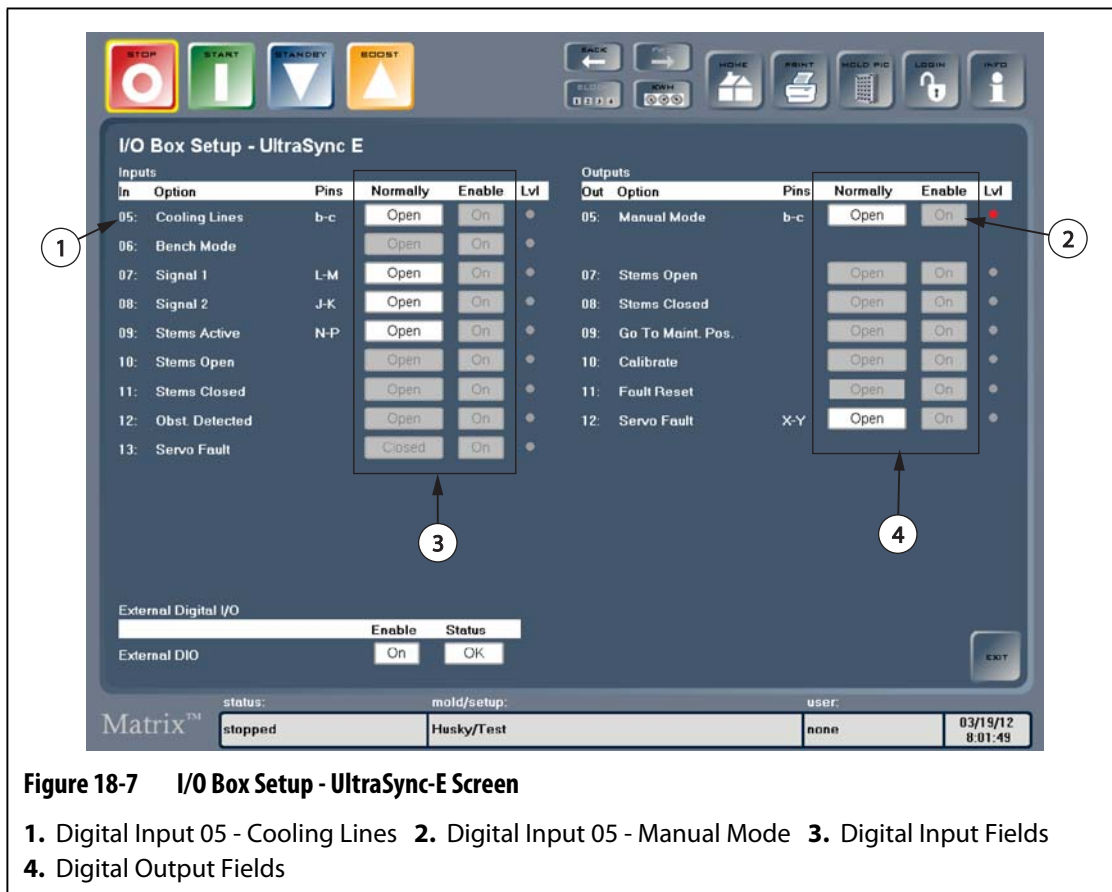 STOP START STANDBY BOOST BACK HOME PRINT MOLD PIC LOGIN INFO
1 2 3 4 KWH
I/O Box Setup - UltraSync E
Inputs Outputs
In Option Pins Normally Enable Lvl Out Option Pins Normally Enable Lvl
05: Cooling Lines b-c Open On 05: Manual Mode b-c Open On
1 2
06: Bench Mode Open On
07: Signal 1 L-M Open On 07: Stems Open Open On
08: Signal 2 J-K Open On 08: Stems Closed Open On
09: Stems Active N-P Open On 09: Go To Maint. Pos. Open On
10: Stems Open Open On 10: Calibrate Open On
11: Stems Closed Open On 11: Fault Reset Open On
12: Obst. Detected Open On 12: Servo Fault X-Y Open On
13: Servo Fault Closed On
3 4
External Digital I/O
Enable Status
External DIO On OK
EXIT
status: mold/setup: user:
Matrix™ stopped Husky/Test none 03/19/12
8:01:49
Figure 18-7 I/O Box Setup - UltraSync-E Screen
1. Digital Input 05 - Cooling Lines 2. Digital Input 05 - Manual Mode 3. Digital Input Fields
4. Digital Output Fields